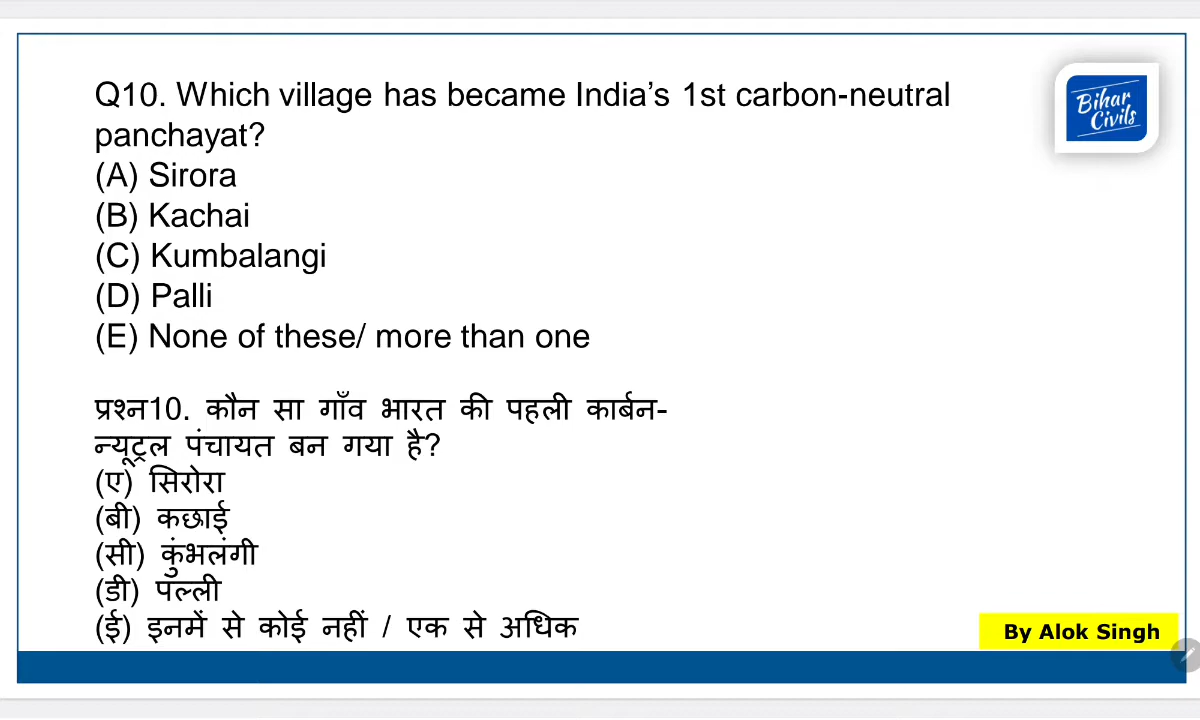 Q10. Which village has became India’s 1st carbon-neutral
panchayat?
(A) Sirora
(B) Kachai
(C) Kumbalangi
(D) Palli
(E) None of these/ more than one
प्रश्न10. कौन सा गाँव भारत की पहली कार्बन-
न्यूट्रल पंचायत बन गया है?
(ए) सिरोरा
(बी) कछाई
(सी) कुंभलंगी
(डी) पल्ली
(ई) इनमें से कोई नहीं / एक से अधिक
Bihar
Civils
By Alok Singh